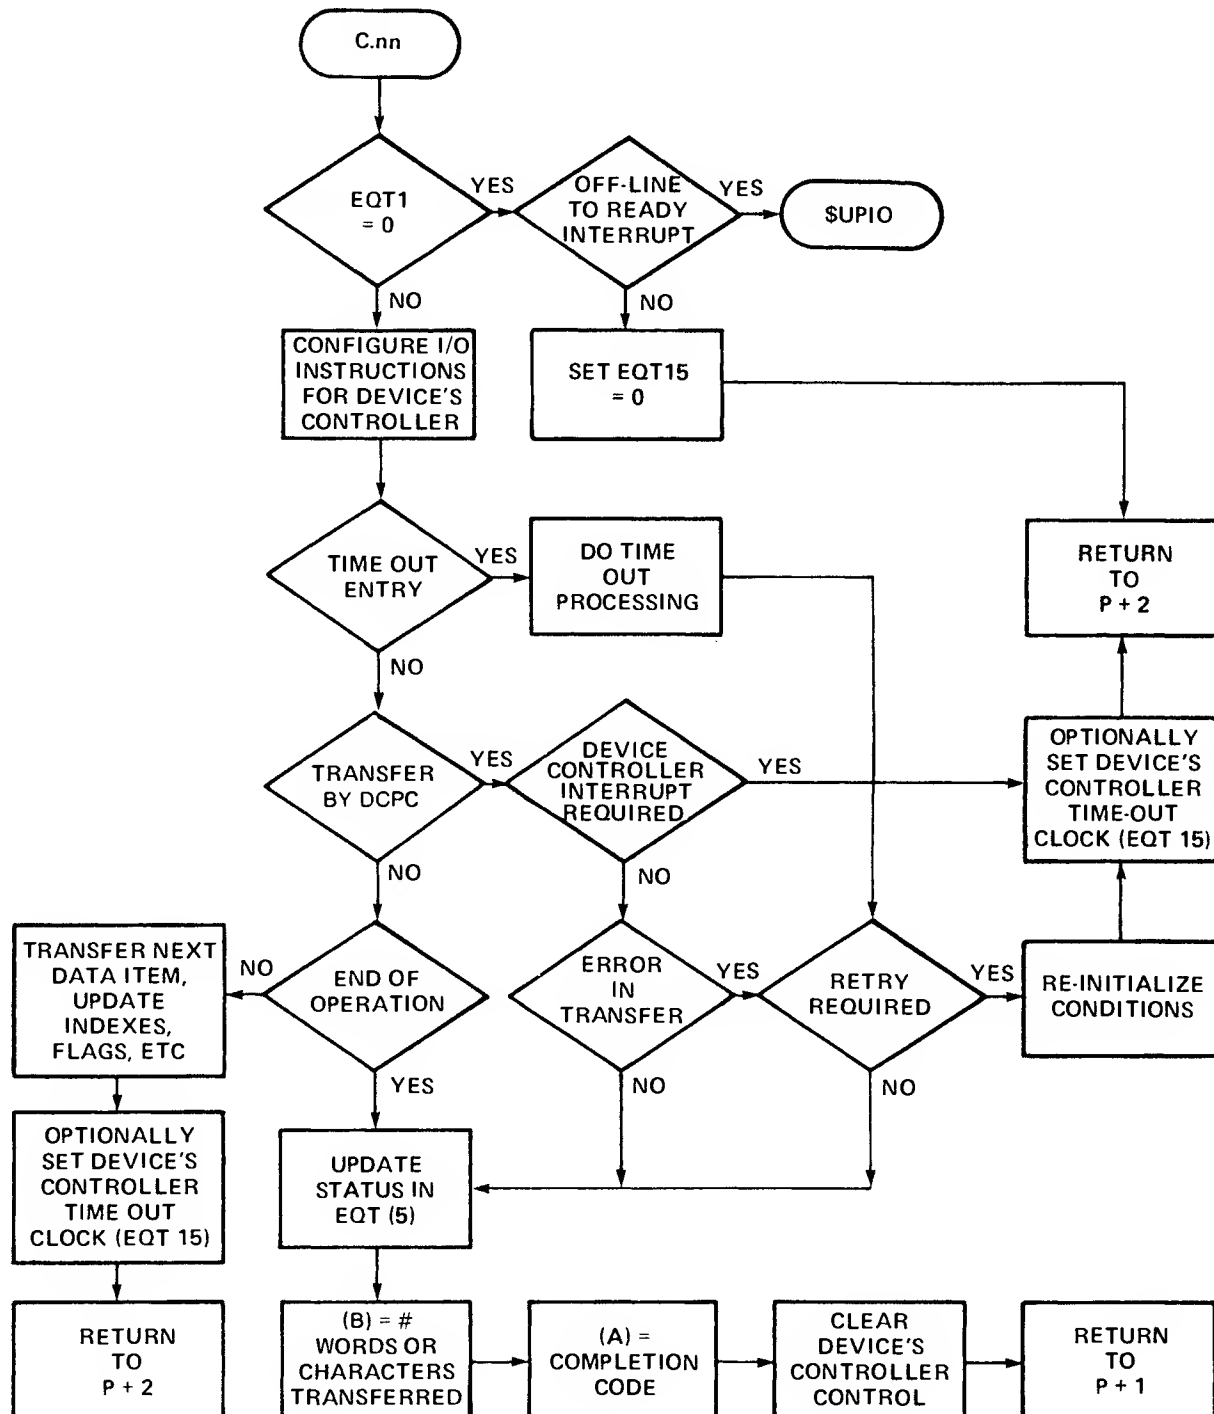 C.nn
EQT1
= 0
YES
OFF-LINE
TO READY
INTERRUPT
YES
$UPIO
NO
NO
CONFIGURE I/O
INSTRUCTIONS
FOR DEVICE'S
CONTROLLER
SET EQT15
= 0
TIME OUT
ENTRY
YES
DO TIME
OUT
PROCESSING
RETURN
TO
P + 2
NO
TRANSFER
BY DCPC
YES
DEVICE
CONTROLLER
INTERRUPT
REQUIRED
YES
OPTIONALLY
SET DEVICE'S
CONTROLLER
TIME-OUT
CLOCK (EQT 15)
NO
NO
TRANSFER NEXT
DATA ITEM,
UPDATE
INDEXES,
FLAGS, ETC
NO
END OF
OPERATION
ERROR
IN
TRANSFER
YES
RETRY
REQUIRED
YES
RE-INITIALIZE
CONDITIONS
YES
NO
NO
OPTIONALLY
SET DEVICE'S
CONTROLLER
TIME OUT
CLOCK (EQT 15)
UPDATE
STATUS IN
EQT (5)
RETURN
TO
P + 2
(B) = #
WORDS OR
CHARACTERS
TRANSFERRED
(A) =
COMPLETION
CODE
CLEAR
DEVICE'S
CONTROLLER
CONTROL
RETURN
TO
P + 1